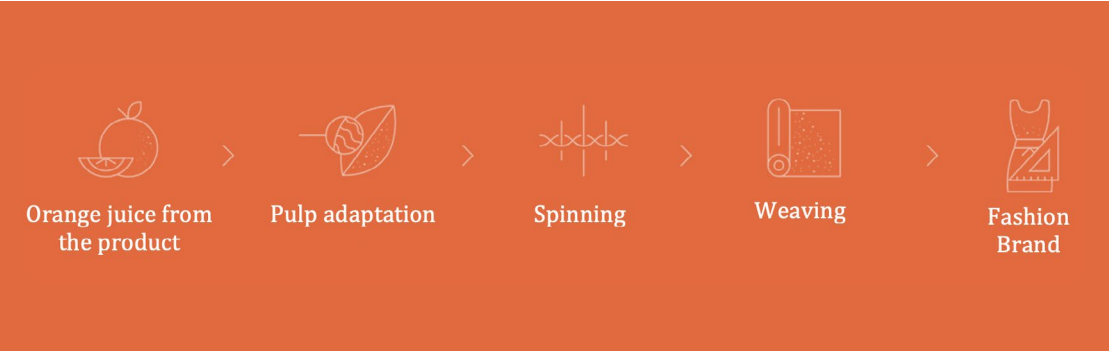 Orange juice from
the product
Pulp adaptation
Spinning
Weaving
Fashion
Brand